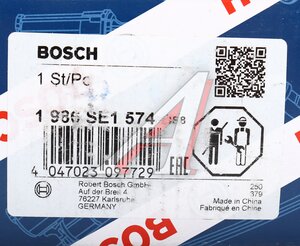 BOSCH
1 St/Pc
1 986 SE1 574
4 047023 097729
EAC
Robert Bosch GmbH
Auf der Breit 4
76227 Karlsruhe
GERMANY
250
379
Made in China
Fabriqué en Chine